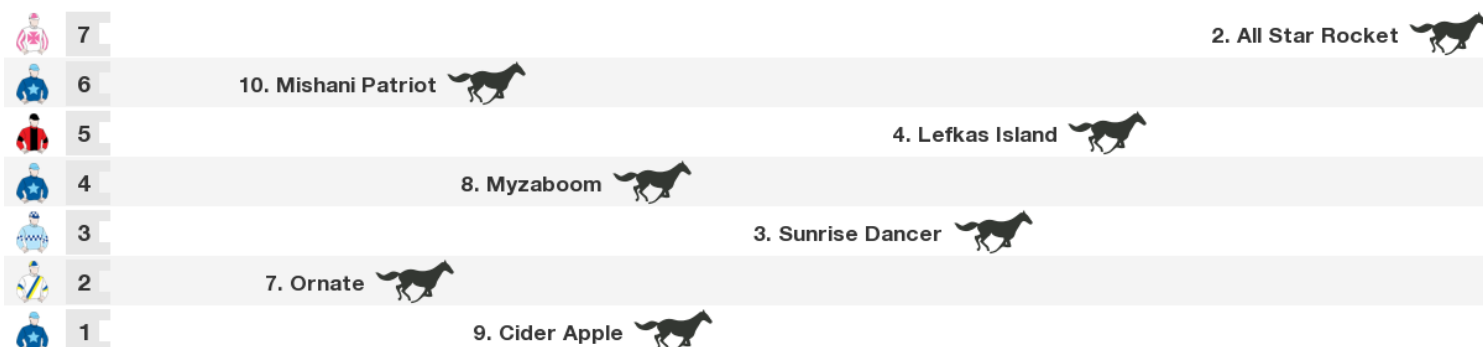 7 2. All Star Rocket
6 10. Mishani Patriot
5 4. Lefkas Island
4 8. Myzaboom
3 3. Sunrise Dancer
2 7. Ornate
1 9. Cider Apple